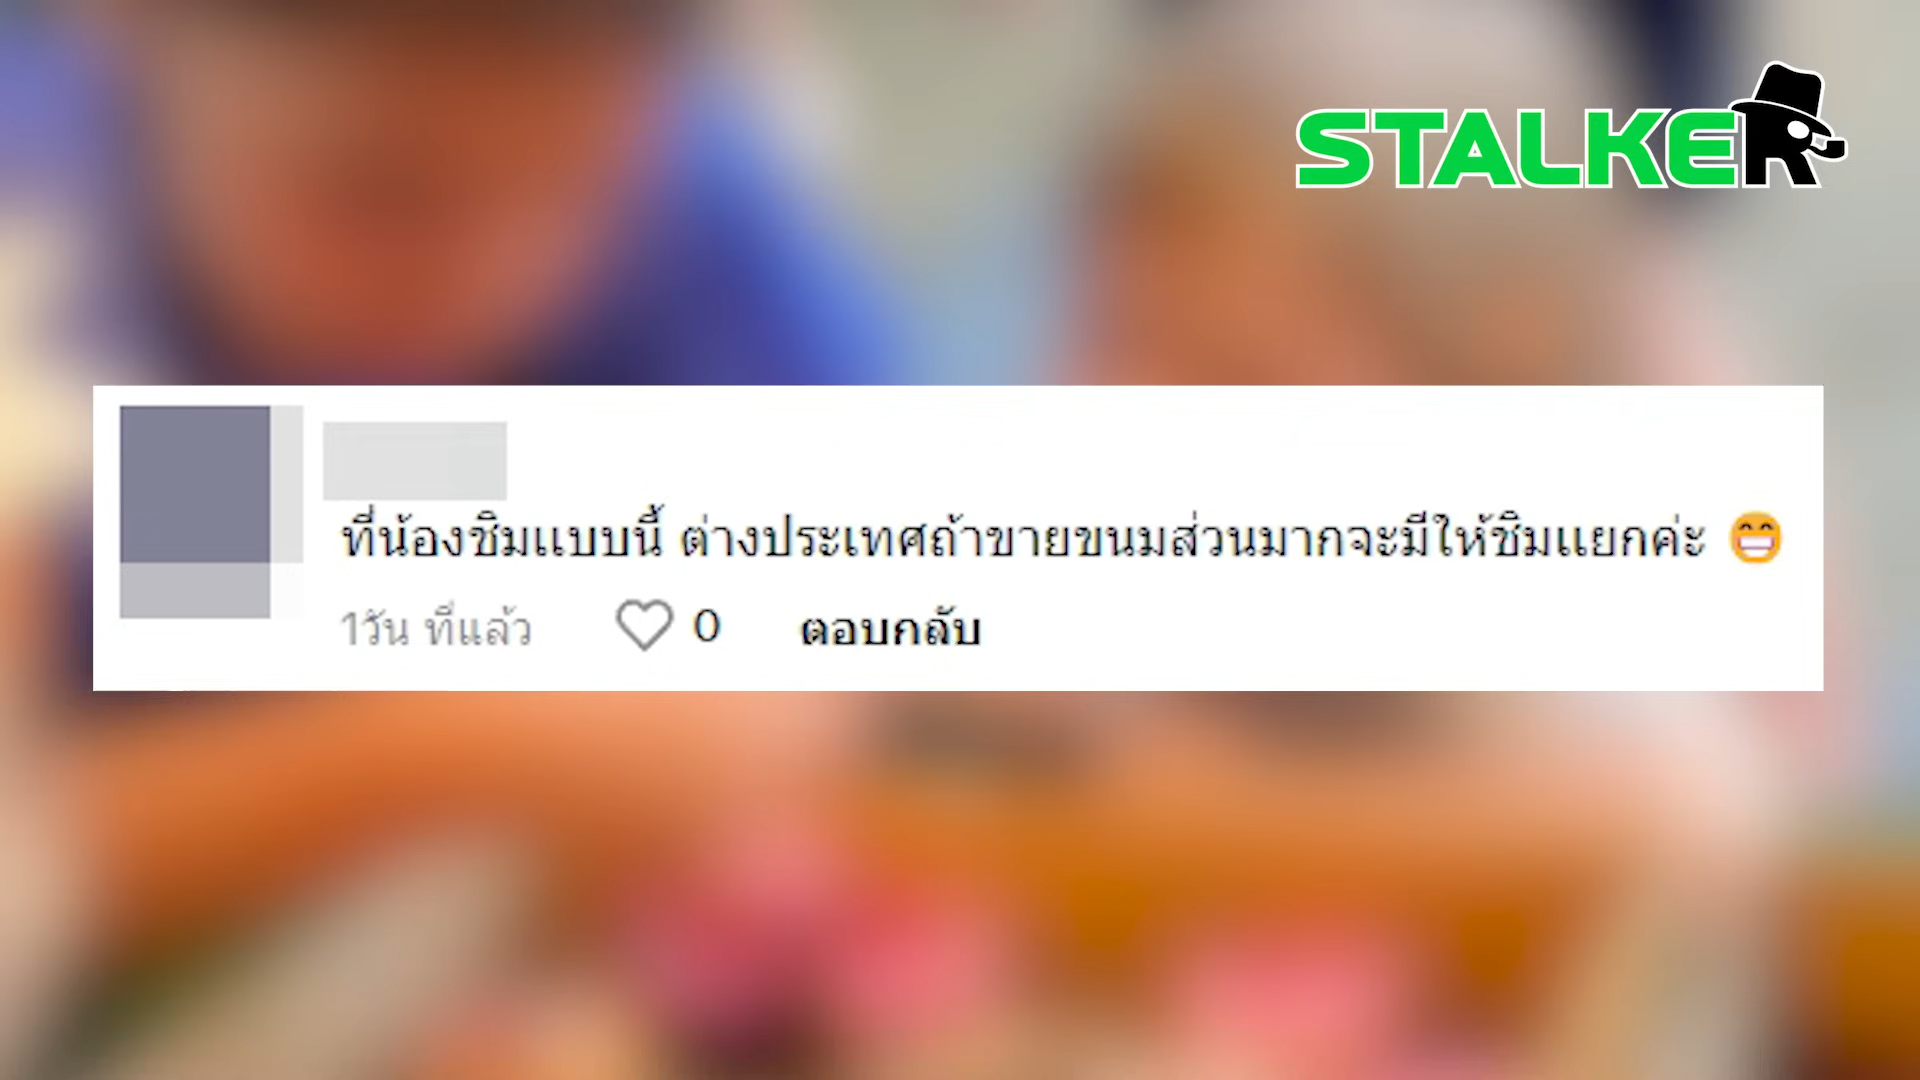 STALKER
ที่น้องชิมแบบนี้ ต่างประเทศถ้าขายขนมส่วนมากจะมีให้ชิมแยกค่ะ 😁
1วัน ที่แล้ว 0 ตอบกลับ